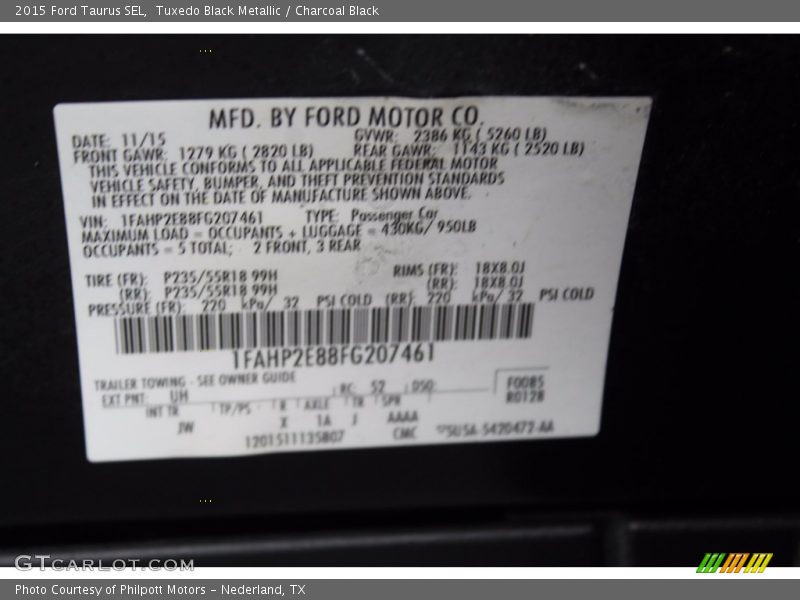 2015 Ford Taurus SEL,  Tuxedo Black Metallic / Charcoal Black
MFD. BY FORD MOTOR CO.
DATE: 11/15 GVWR: 2386 KG ( 5260 LB)
FRONT GAWR: 1279 KG ( 2820 LB) REAR GAWR: 1143 KG ( 2520 LB)
THIS VEHICLE CONFORMS TO ALL APPLICABLE FEDERAL MOTOR
VEHICLE SAFETY, BUMPER, AND THEFT PREVENTION STANDARDS
IN EFFECT ON THE DATE OF MANUFACTURE SHOWN ABOVE.
VIN: 1FAHP2E88FG207461 TYPE: Passenger Car
MAXIMUM LOAD = OCCUPANTS + LUGGAGE = 430KG/ 950LB
OCCUPANTS = 5 TOTAL; 2 FRONT, 3 REAR
TIRE (FR): P235/55R18 99H RIMS (FR): 18X8.0J
(RR): P235/55R18 99H (RR): 18X8.0J
PRESSURE (FR): 220 kPa/ 32 PSI COLD (RR): 220 kPa/ 32 PSI COLD
1FAHP2E88FG207461
TRAILER TOWING - SEE OWNER GUIDE
EXT PNT: UH RC: 52 DSO: F0085
R0128
INT TR TP/PS R AXLE TR SPR
JW X 1A J AAAA
1201511135807 CMC 5U5A-5420472-AA
GTCARLOT.COM
Photo Courtesy of Philpott Motors - Nederland, TX